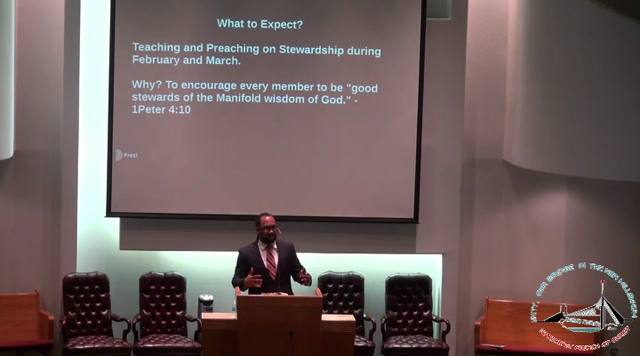 What to Expect?
Teaching and Preaching on Stewardship during
February and March.
Why? To encourage every member to be "good
stewards of the Manifold wisdom of God." -
1Peter 4:10
Prezi